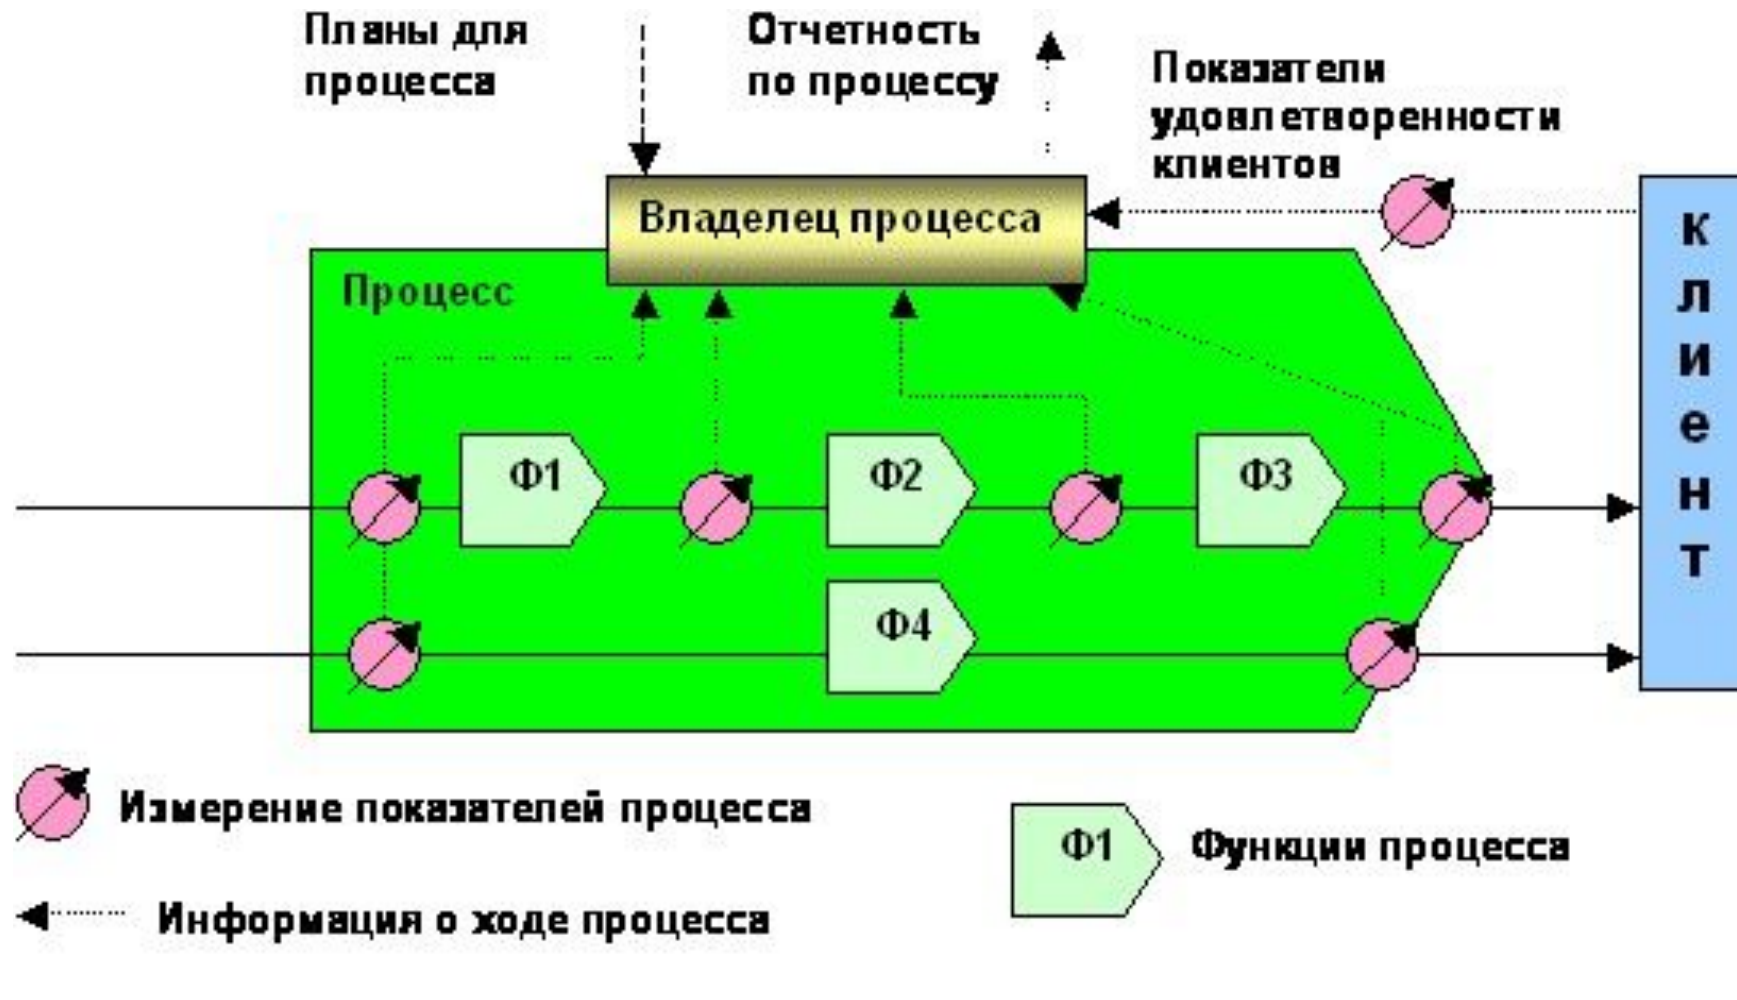 Планы для
процесса
Отчетность
по процессу
Показатели
удовлетворенности
клиентов
Владелец процесса
Процесс
Ф1
Ф2
Ф3
Ф4
К
л
и
е
н
т
Измерение показателей процесса
Ф1
Функции процесса
Информация о ходе процесса